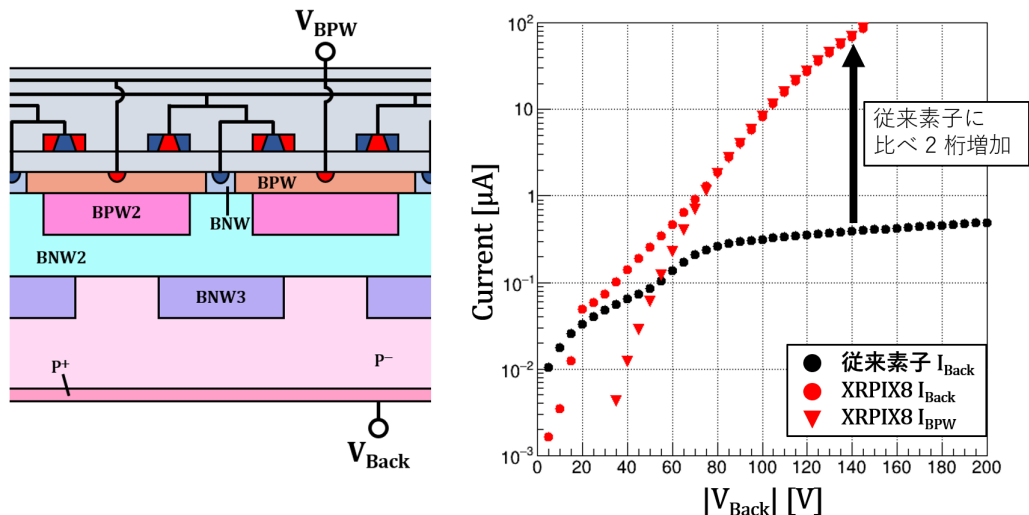 V_BPW
BPW
BPW2
BNW
BNW2
BNW3
P⁺
P⁻
V_Back
Current [μA]
10²
10
1
10⁻¹
10⁻²
10⁻³
従来素子に
比べ 2 桁増加
従来素子 I_Back
XRPIX8 I_Back
XRPIX8 I_BPW
0 20 40 60 80 100 120 140 160 180 200
|V_Back| [V]